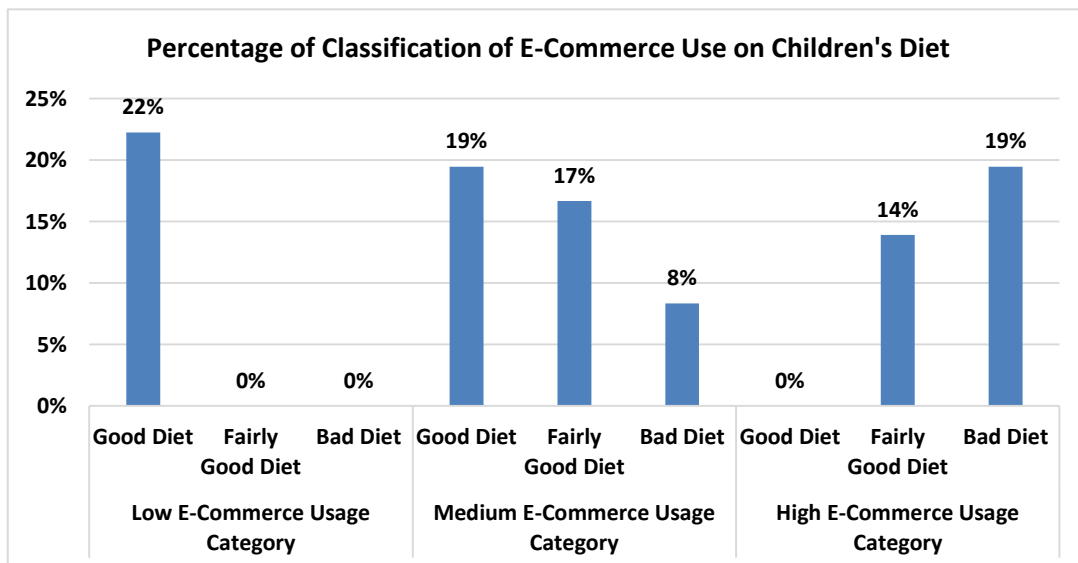 Percentage of Classification of E-Commerce Use on Children's Diet
25%
20%
15%
10%
5%
0%
22%
0%
0%
19%
17%
8%
0%
14%
19%
Good Diet
Fairly
Good Diet
Bad Diet
Good Diet
Fairly
Good Diet
Bad Diet
Good Diet
Fairly
Good Diet
Bad Diet
Low E-Commerce Usage
Category
Medium E-Commerce Usage
Category
High E-Commerce Usage
Category